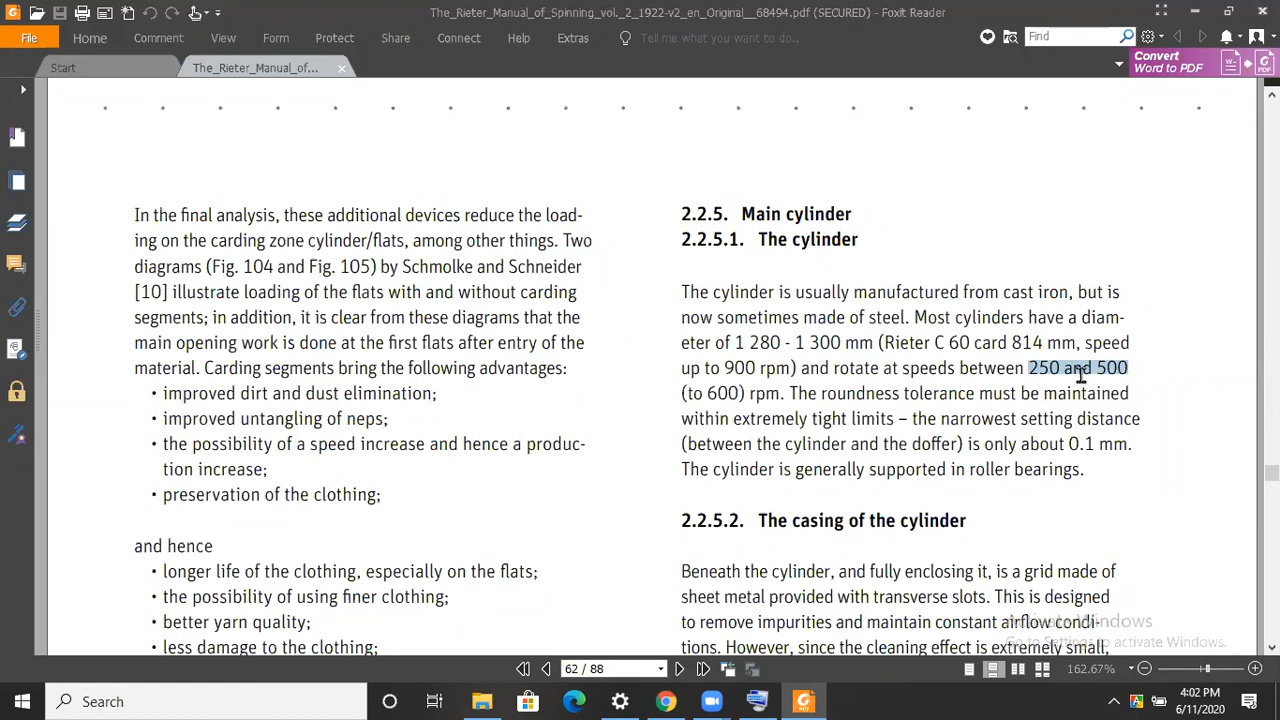 The_Rieter_Manual_of_Spinning_vol._2_1922-v2_en_Original__68494.pdf (SECURED) - Foxit Reader
File Home Comment View Form Protect Share Connect Help Extras Tell me what you want to do... Find
Start The_Rieter_Manual_of... Convert
Word to PDF
In the final analysis, these additional devices reduce the load-
ing on the carding zone cylinder/flats, among other things. Two
diagrams (Fig. 104 and Fig. 105) by Schmolke and Schneider
[10] illustrate loading of the flats with and without carding
segments; in addition, it is clear from these diagrams that the
main opening work is done at the first flats after entry of the
material. Carding segments bring the following advantages:
• improved dirt and dust elimination;
• improved untangling of neps;
• the possibility of a speed increase and hence a produc-
tion increase;
• preservation of the clothing;
and hence
• longer life of the clothing, especially on the flats;
• the possibility of using finer clothing;
• better yarn quality;
• less damage to the clothing;
2.2.5. Main cylinder
2.2.5.1. The cylinder
The cylinder is usually manufactured from cast iron, but is
now sometimes made of steel. Most cylinders have a diam-
eter of 1 280 - 1 300 mm (Rieter C 60 card 814 mm, speed
up to 900 rpm) and rotate at speeds between 250 and 500
(to 600) rpm. The roundness tolerance must be maintained
within extremely tight limits – the narrowest setting distance
(between the cylinder and the doffer) is only about 0.1 mm.
The cylinder is generally supported in roller bearings.
2.2.5.2. The casing of the cylinder
Beneath the cylinder, and fully enclosing it, is a grid made of
sheet metal provided with transverse slots. This is designed
to remove impurities and maintain constant airflow condi-
tions. However, since the cleaning effect is extremely small,
Activate Windows
Go to Settings to activate Windows.
62 / 88
162.67%
Search
4:02 PM
6/11/2020